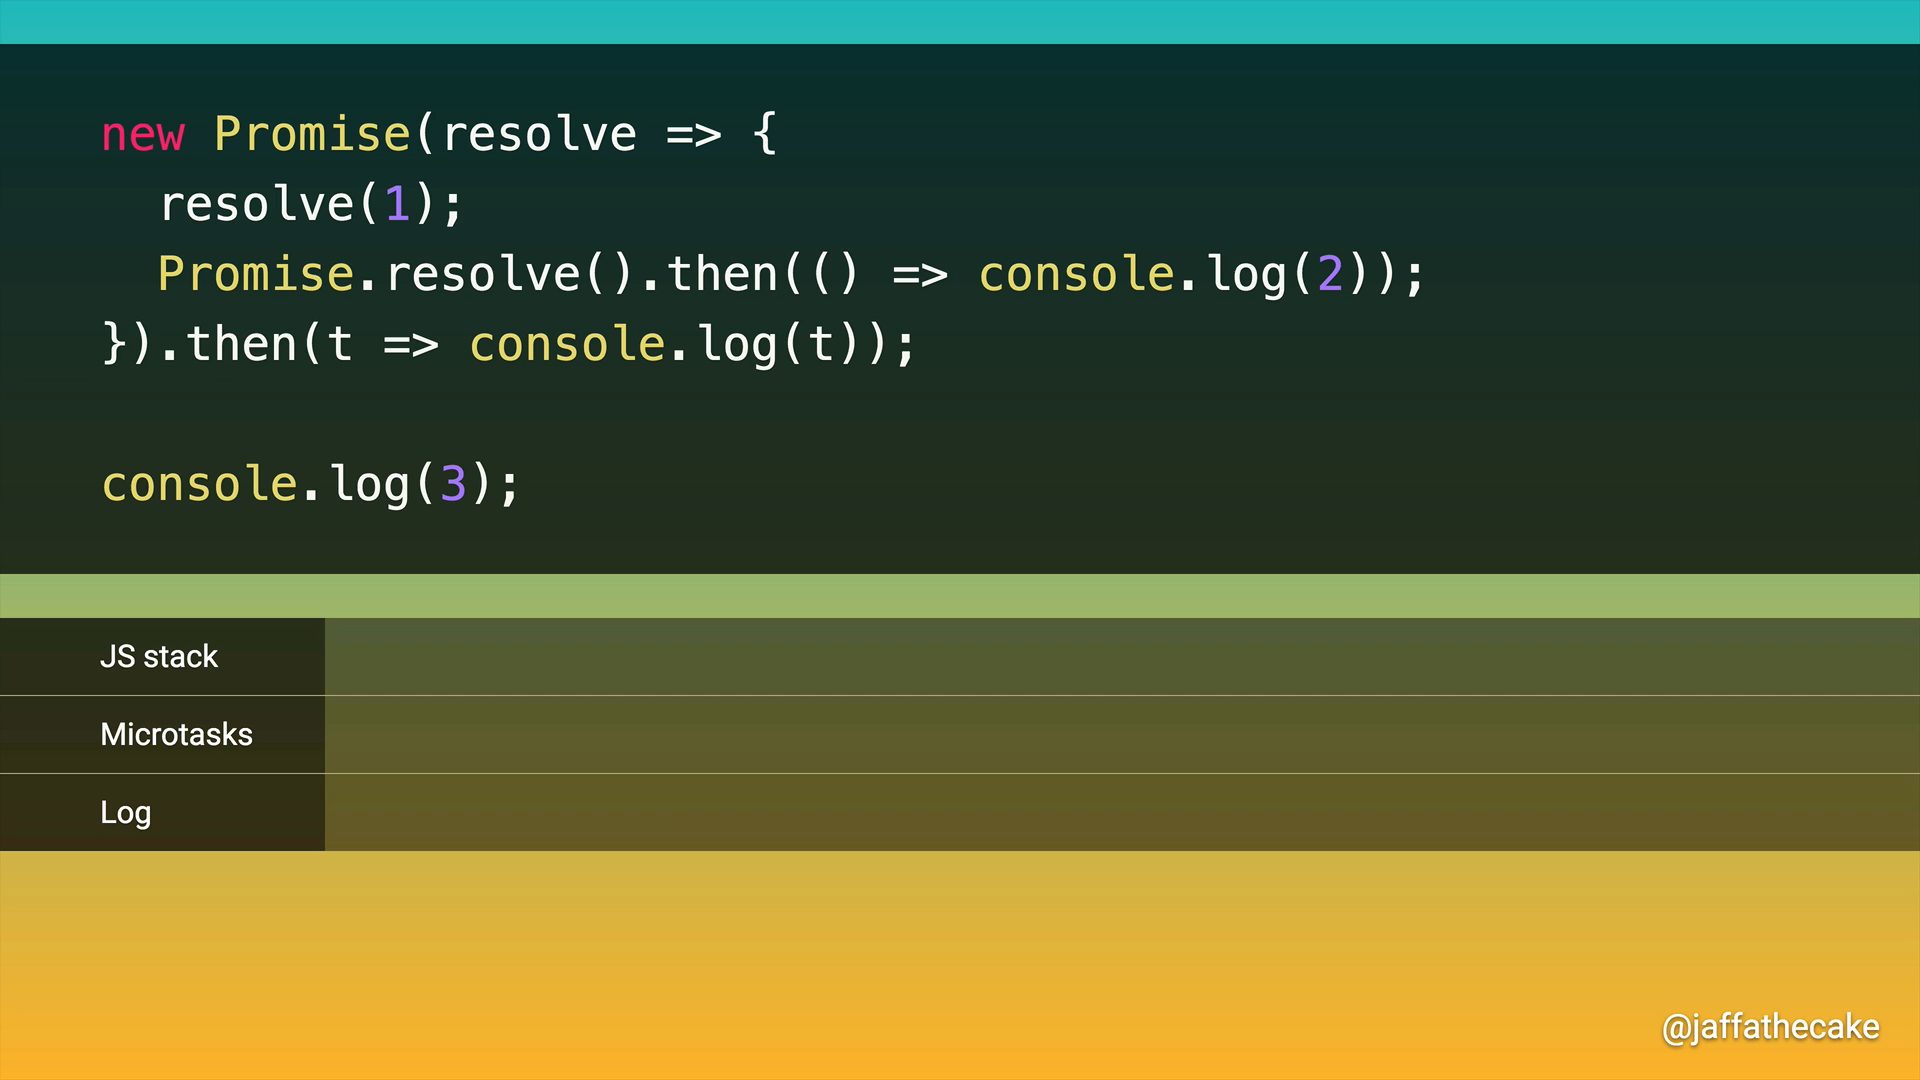 new Promise(resolve => {
  resolve(1);
  Promise.resolve().then(() => console.log(2));
}).then(t => console.log(t));
console.log(3);
JS stack
Microtasks
Log
@jaffathecake